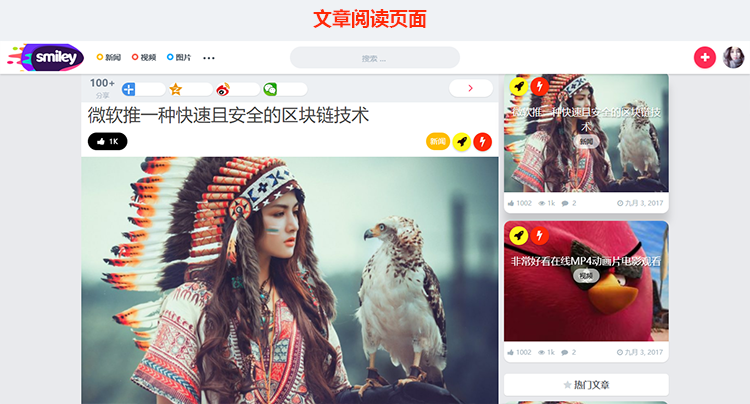 文章阅读页面
smiley
新闻
视频
图片
搜索 ...
100+
分享
微软推一种快速且安全的区块链技术
1K
新闻
微软推一种快速且安全的区块链技术
新闻
1002
1k
2
九月 3, 2017
非常好看在线MP4动画片电影观看
视频
1002
1k
2
九月 3, 2017
热门文章